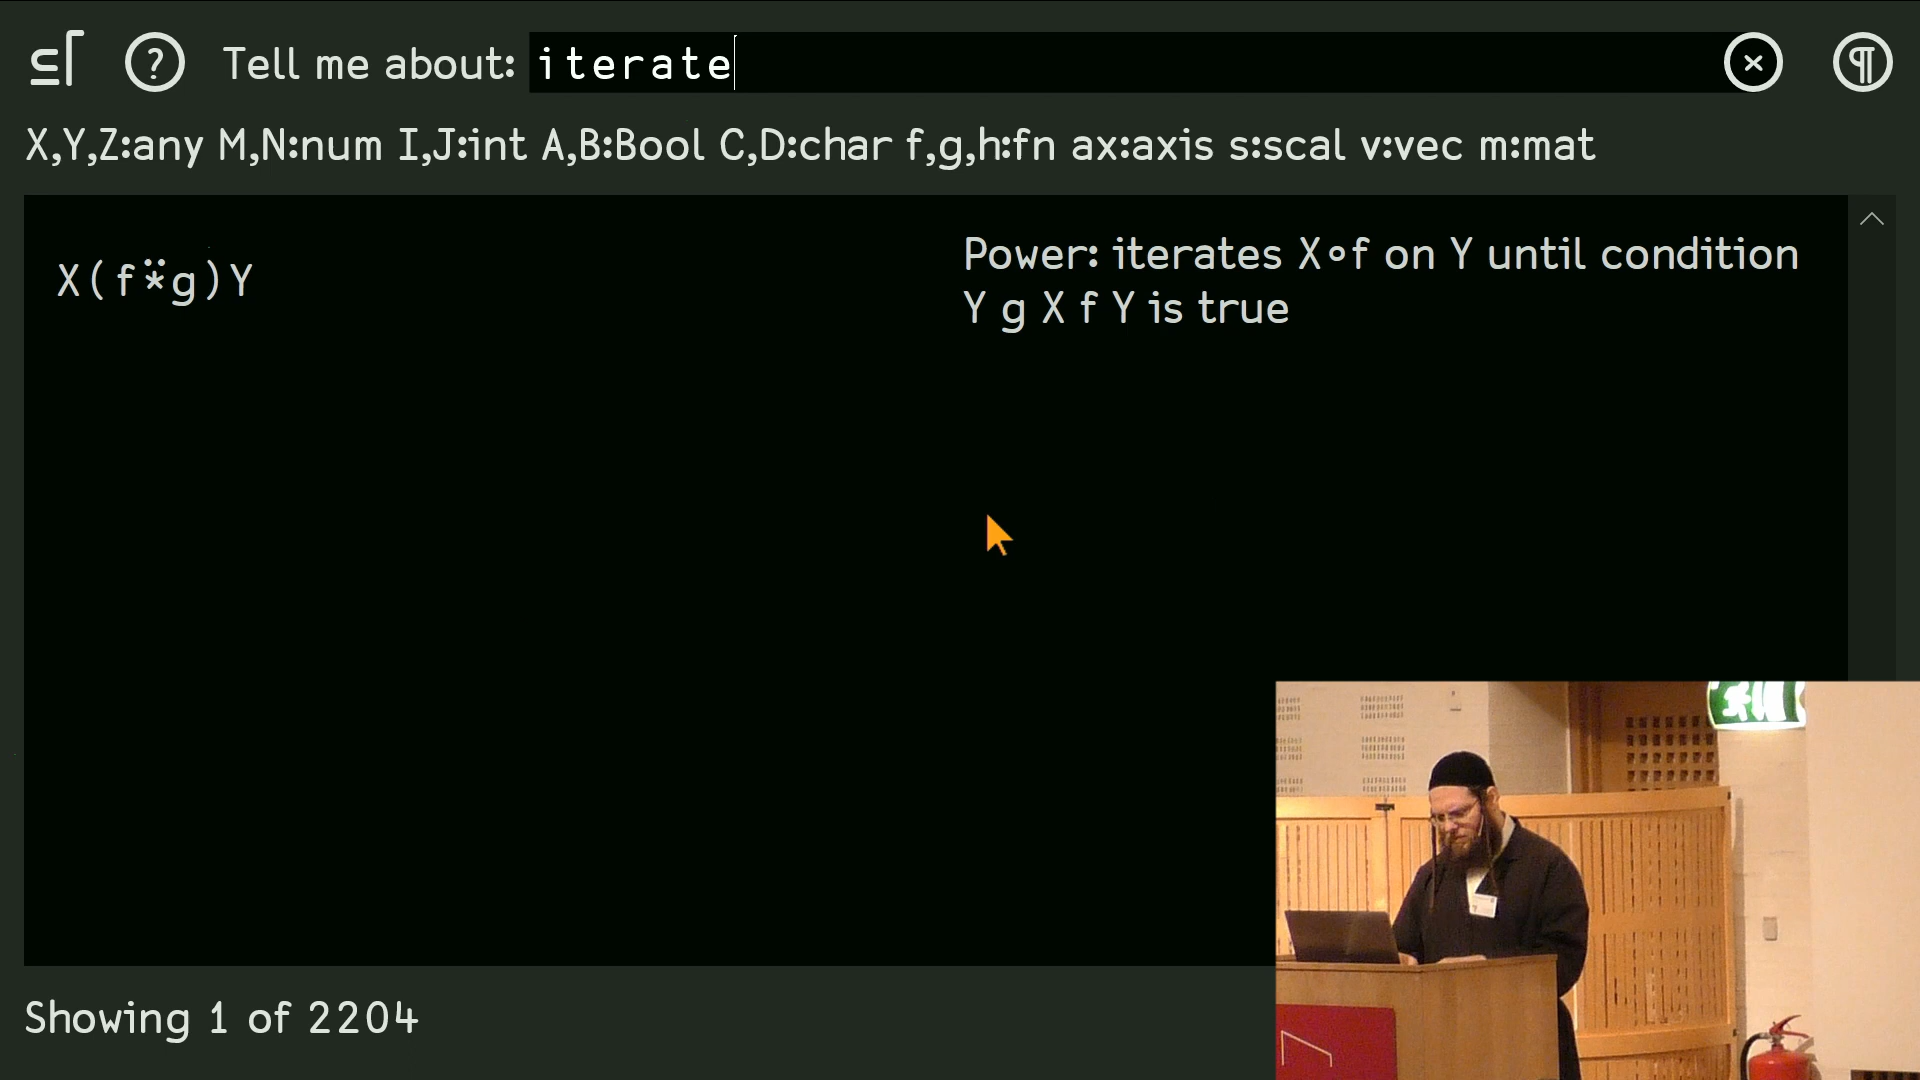 Tell me about: iterate
X,Y,Z:any M,N:num I,J:int A,B:Bool C,D:char f,g,h:fn ax:axis s:scal v:vec m:mat
X(f⍣g)Y
Power: iterates X∘f on Y until condition
Y g X f Y is true
Showing 1 of 2204